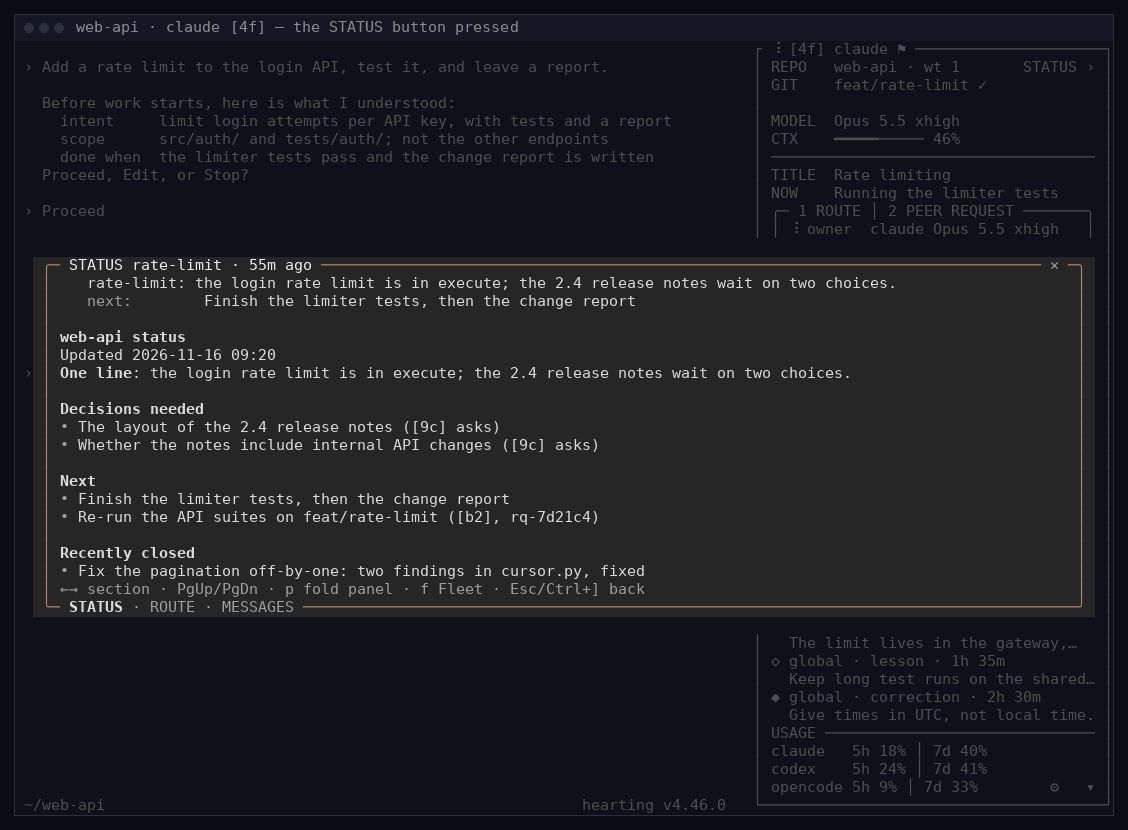 web-api · claude [4f] — the STATUS button pressed
› Add a rate limit to the login API, test it, and leave a report.
Before work starts, here is what I understood:
intent limit login attempts per API key, with tests and a report
scope src/auth/ and tests/auth/; not the other endpoints
done when the limiter tests pass and the change report is written
Proceed, Edit, or Stop?
› Proceed
[4f] claude ⚑
REPO web-api · wt 1 STATUS ›
GIT feat/rate-limit ✓
MODEL Opus 5.5 xhigh
CTX 46%
TITLE Rate limiting
NOW Running the limiter tests
1 ROUTE │ 2 PEER REQUEST
owner claude Opus 5.5 xhigh
STATUS rate-limit · 55m ago ×
rate-limit: the login rate limit is in execute; the 2.4 release notes wait on two choices.
next: Finish the limiter tests, then the change report
web-api status
Updated 2026-11-16 09:20
›
One line: the login rate limit is in execute; the 2.4 release notes wait on two choices.
Decisions needed
• The layout of the 2.4 release notes ([9c] asks)
• Whether the notes include internal API changes ([9c] asks)
Next
• Finish the limiter tests, then the change report
• Re-run the API suites on feat/rate-limit ([b2], rq-7d21c4)
Recently closed
• Fix the pagination off-by-one: two findings in cursor.py, fixed
←→ section · PgUp/PgDn · p fold panel · f Fleet · Esc/Ctrl+] back
STATUS · ROUTE · MESSAGES
The limit lives in the gateway,…
◇ global · lesson · 1h 35m
Keep long test runs on the shared…
◆ global · correction · 2h 30m
Give times in UTC, not local time.
USAGE
claude 5h 18% │ 7d 40%
codex 5h 24% │ 7d 41%
opencode 5h 9% │ 7d 33% ⚙ ▾
~/web-api hearting v4.46.0